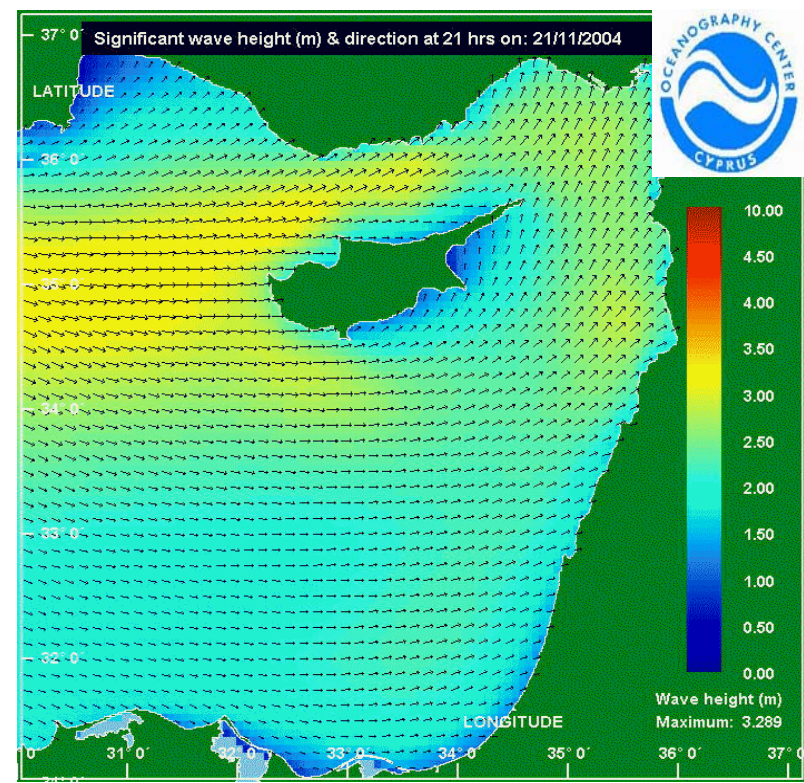 37° 0´
Significant wave height (m) & direction at 21 hrs on: 21/11/2004
OCEANOGRAPHY CENTER
CYPRUS
LATITUDE
36° 0´
10.00
4.50
35° 0´
4.00
3.50
3.00
34° 0´
2.50
2.00
33° 0´
1.50
1.00
0.50
32° 0´
0.00
Wave height (m)
Maximum: 3.289
LONGITUDE
0´ 31° 0´ 32° 0´ 33° 0´ 34° 0´ 35° 0´ 36° 0´ 37° 0´